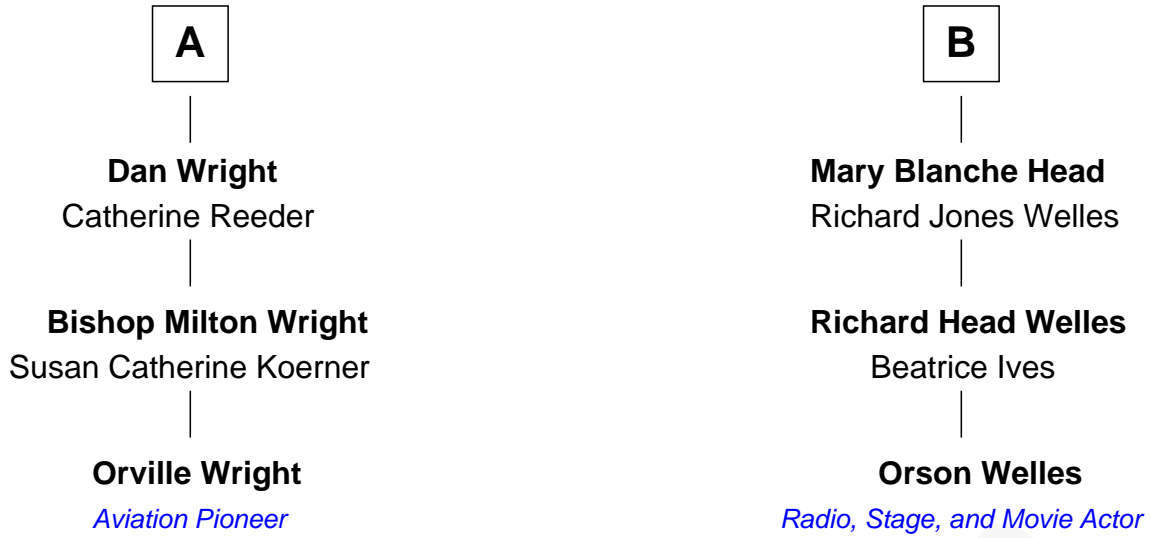 A
B
Dan Wright
Catherine Reeder
Mary Blanche Head
Richard Jones Welles
Bishop Milton Wright
Susan Catherine Koerner
Richard Head Welles
Beatrice Ives
Orville Wright
Aviation Pioneer
Orson Welles
Radio, Stage, and Movie Actor